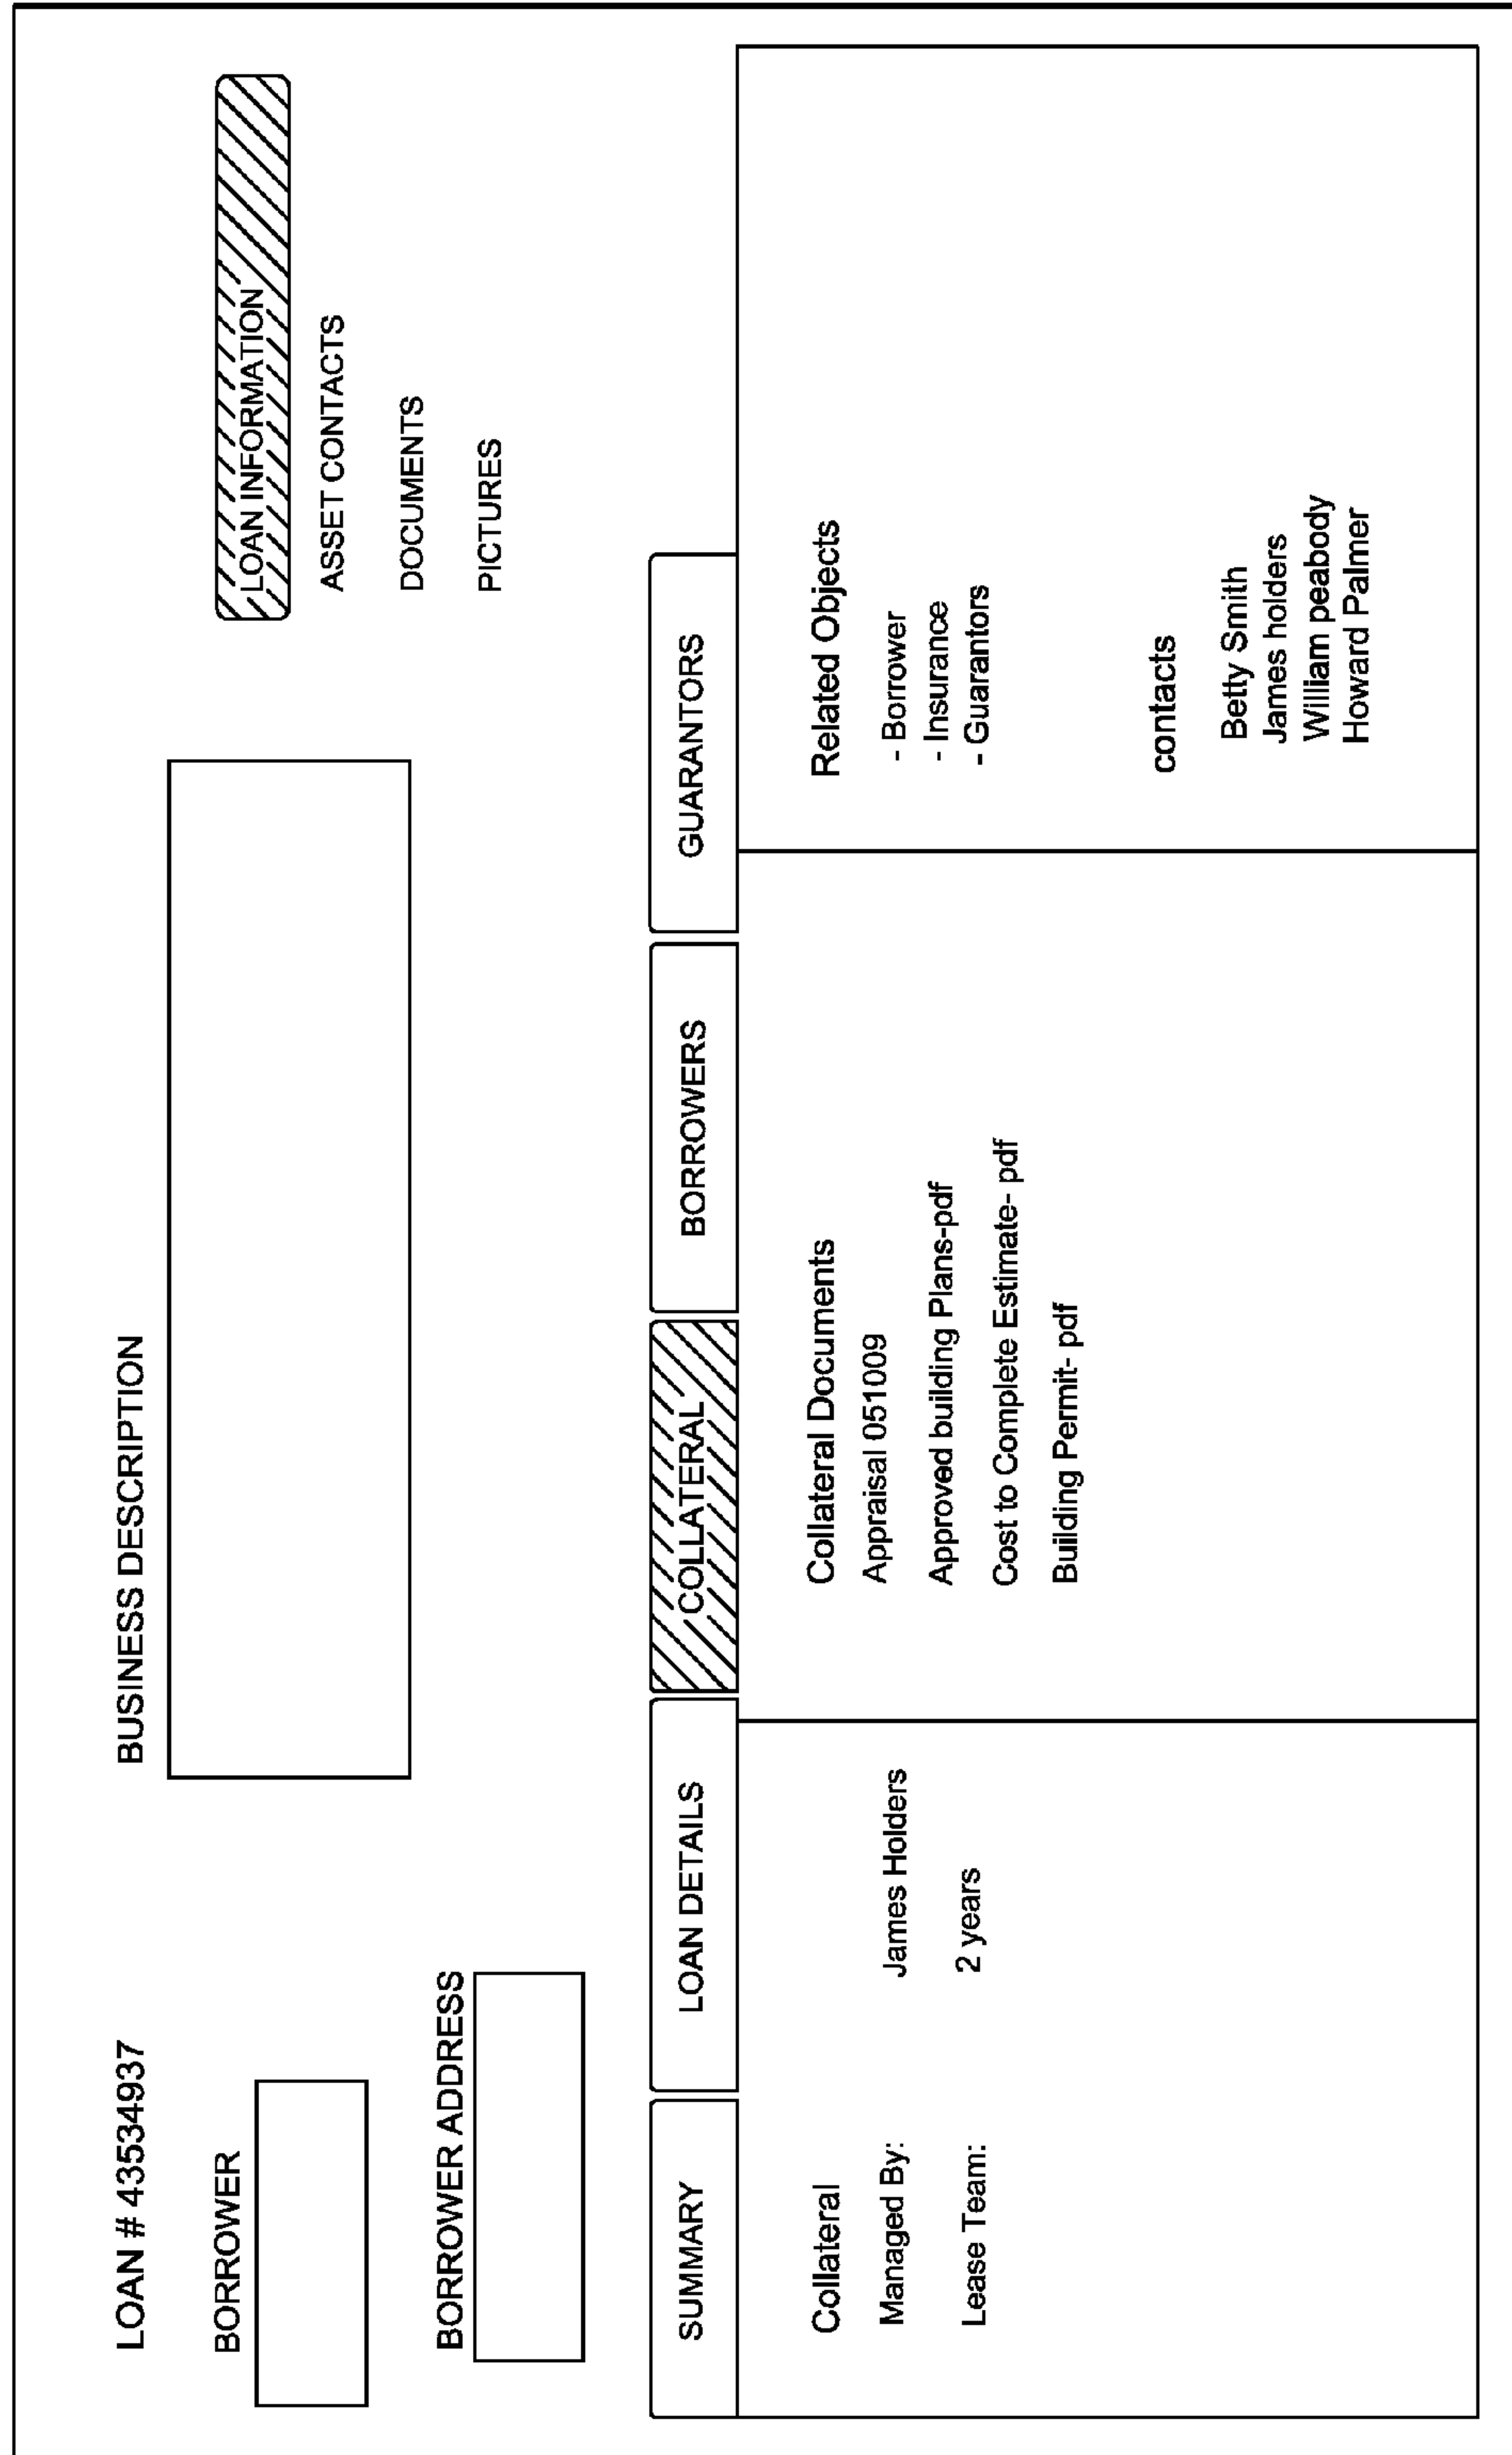 LOAN # 43534937
BORROWER
BORROWER ADDRESS
BUSINESS DESCRIPTION
LOAN INFORMATION
ASSET CONTACTS
DOCUMENTS
PICTURES
SUMMARY
LOAN DETAILS
COLLATERAL
BORROWERS
GUARANTORS
Collateral
Managed By: James Holders
Lease Team: 2 years
Collateral Documents
Appraisal 051009
Approved building Plans-pdf
Cost to Complete Estimate- pdf
Building Permit- pdf
Related Objects
- Borrower
- Insurance
- Guarantors
contacts
Betty Smith
James holders
William peabody
Howard Palmer